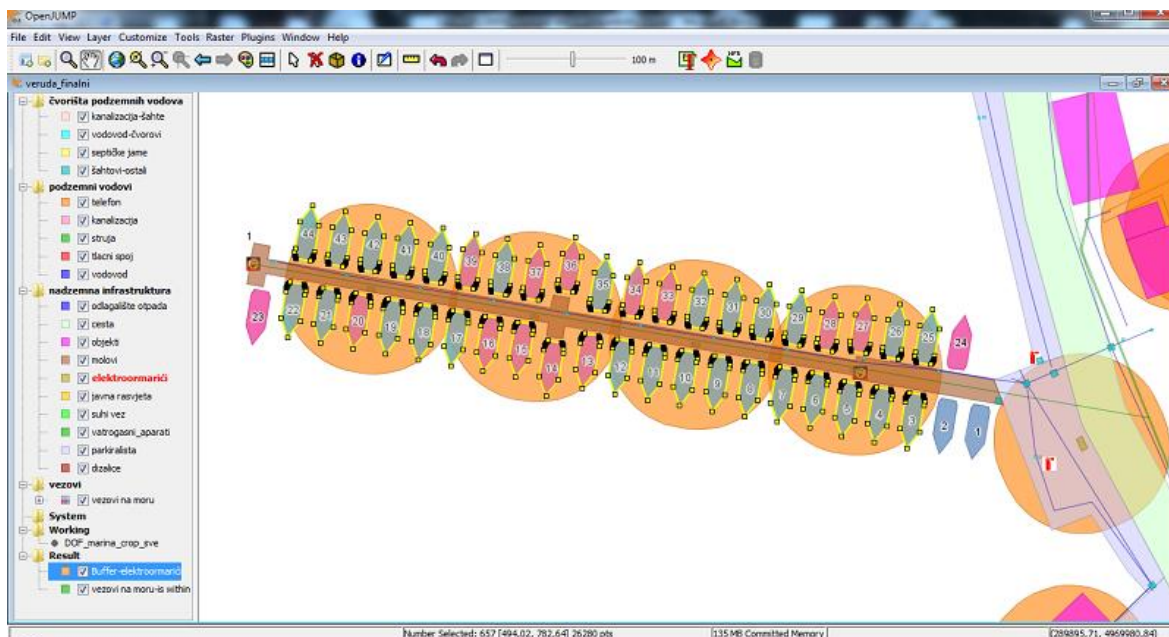 OpenJUMP
File Edit View Layer Customize Tools Raster Plugins Window Help
100 m
veruda_finalni
čvorišta podzemnih vodova
kanalizacija-šahte
vodovod-čvorovi
septičke jame
šahtovi-ostali
podzemni vodovi
telefon
kanalizacija
struja
tlacni spoj
vodovod
nadzemna infrastruktura
odlagalište otpada
cesta
objekti
molovi
elektroormarići
javna rasvjeta
suhi vez
vatrogasni_aparati
parkiralista
dizalice
vezovi
vezovi na moru
System
Working
DOF_marina_crop_sve
Result
Buffer-elektroormarić
vezovi na moru-is within
1
44 43 42 41 40 39 38 37 36 35 34 33 32 31 30 29 28 27 26 25 24
23 22 21 20 19 18 17 16 15 14 13 12 11 10 9 8 7 6 5 4 3 2 1
Number Selected: 657 [494.02, 782.64] 26280 pts
135 MB Committed Memory
(289895.71, 4969980.84)